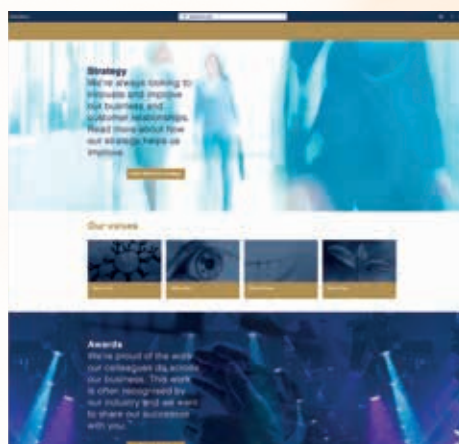 Strategy
We're always looking to
innovate and improve
our business and
customer relationships.
Read more about how
our strategy helps us
improve
Our values
Awards
We're proud of the work
our colleagues do across
our business. This work
is often recognised by
our industry and we want
to share our successes
with you.